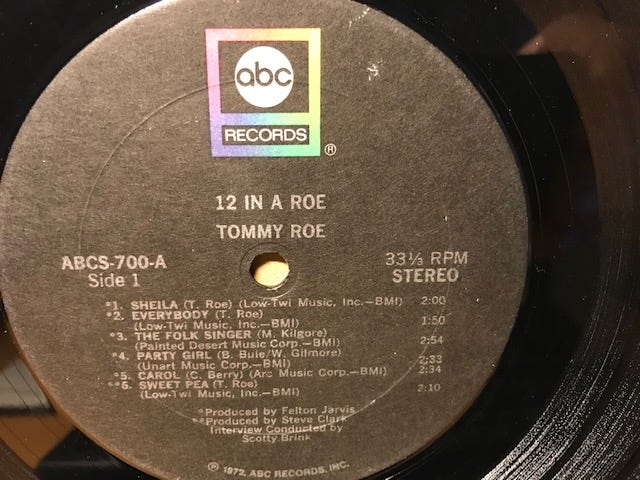 abc
RECORDS
®
12 IN A ROE
TOMMY ROE
ABCS-700-A
Side 1
33⅓ RPM
STEREO
*1. SHEILA (T. Roe) (Low-Twi Music, Inc.—BMI) 2:00
*2. EVERYBODY (T. Roe)
(Low-Twi Music, Inc.—BMI) 1:50
*3. THE FOLK SINGER (M. Kilgore)
(Painted Desert Music Corp.—BMI) 2:54
*4. PARTY GIRL (B. Buie/W. Gilmore)
(Unart Music Corp.—BMI) 2:33
*5. CAROL (C. Berry) (Arc Music Corp.—BMI) 2:34
**6. SWEET PEA (T. Roe)
(Low-Twi Music, Inc.—BMI) 2:10
*Produced by Felton Jarvis
**Produced by Steve Clark
Interview Conducted by
Scotty Brink
℗ 1972, ABC RECORDS, INC.